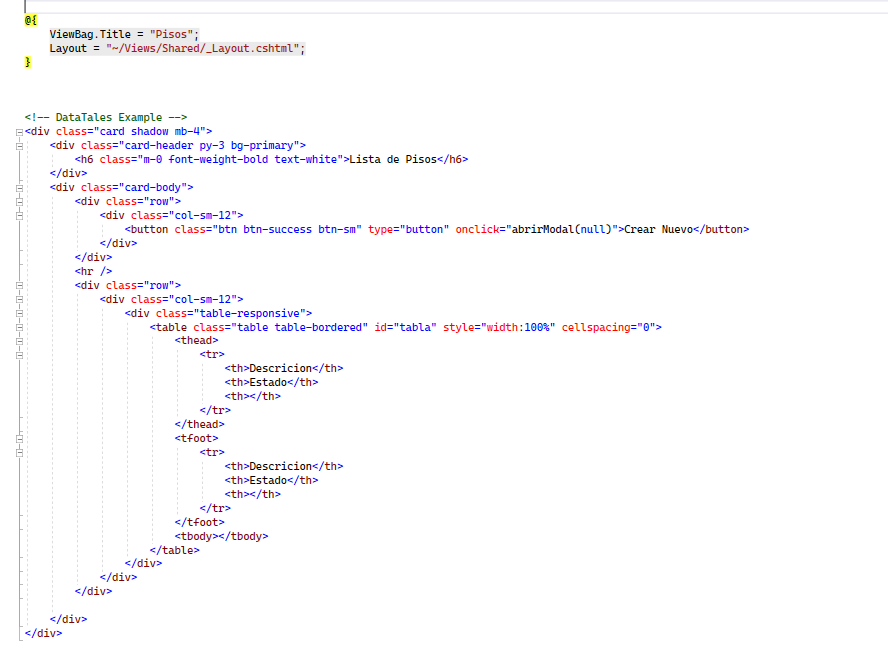 @{
    ViewBag.Title = "Pisos";
    Layout = "~/Views/Shared/_Layout.cshtml";
}
<!-- DataTales Example -->
<div class="card shadow mb-4">
    <div class="card-header py-3 bg-primary">
        <h6 class="m-0 font-weight-bold text-white">Lista de Pisos</h6>
    </div>
    <div class="card-body">
        <div class="row">
            <div class="col-sm-12">
                <button class="btn btn-success btn-sm" type="button" onclick="abrirModal(null)">Crear Nuevo</button>
            </div>
        </div>
        <hr />
        <div class="row">
            <div class="col-sm-12">
                <div class="table-responsive">
                    <table class="table table-bordered" id="tabla" style="width:100%" cellspacing="0">
                        <thead>
                            <tr>
                                <th>Descricion</th>
                                <th>Estado</th>
                                <th></th>
                            </tr>
                        </thead>
                        <tfoot>
                            <tr>
                                <th>Descricion</th>
                                <th>Estado</th>
                                <th></th>
                            </tr>
                        </tfoot>
                        <tbody></tbody>
                    </table>
                </div>
            </div>
        </div>
    </div>
</div>